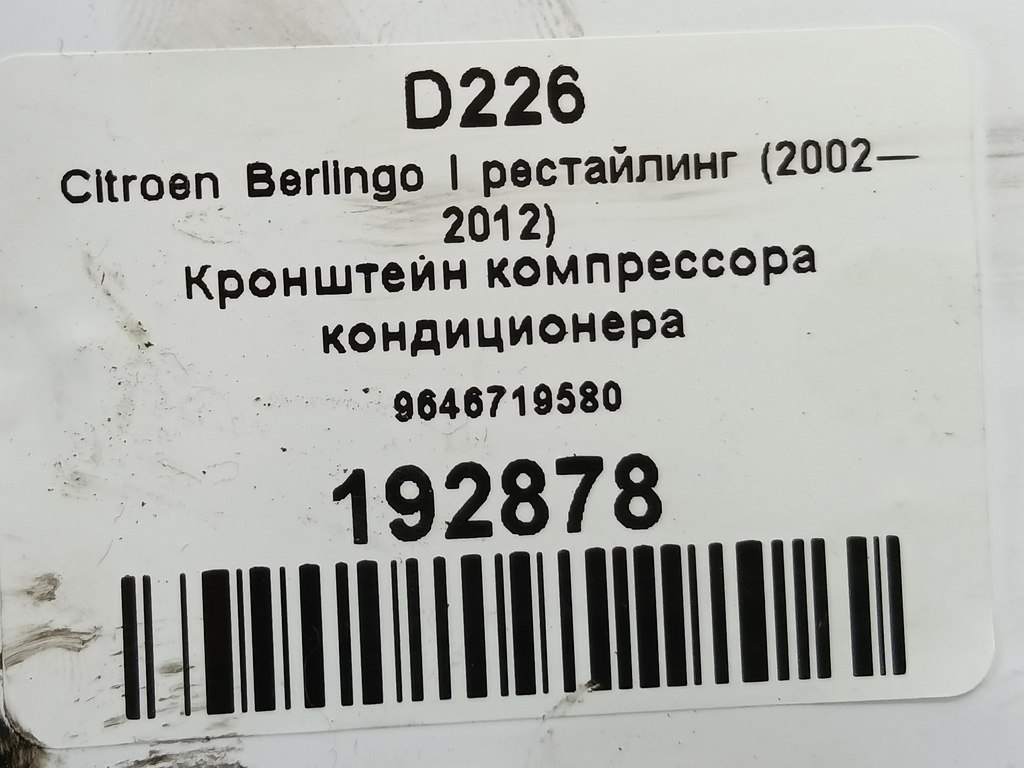 D226
Citroen Berlingo I рестайлинг (2002—
2012)
Кронштейн компрессора
кондиционера
9646719580
192878